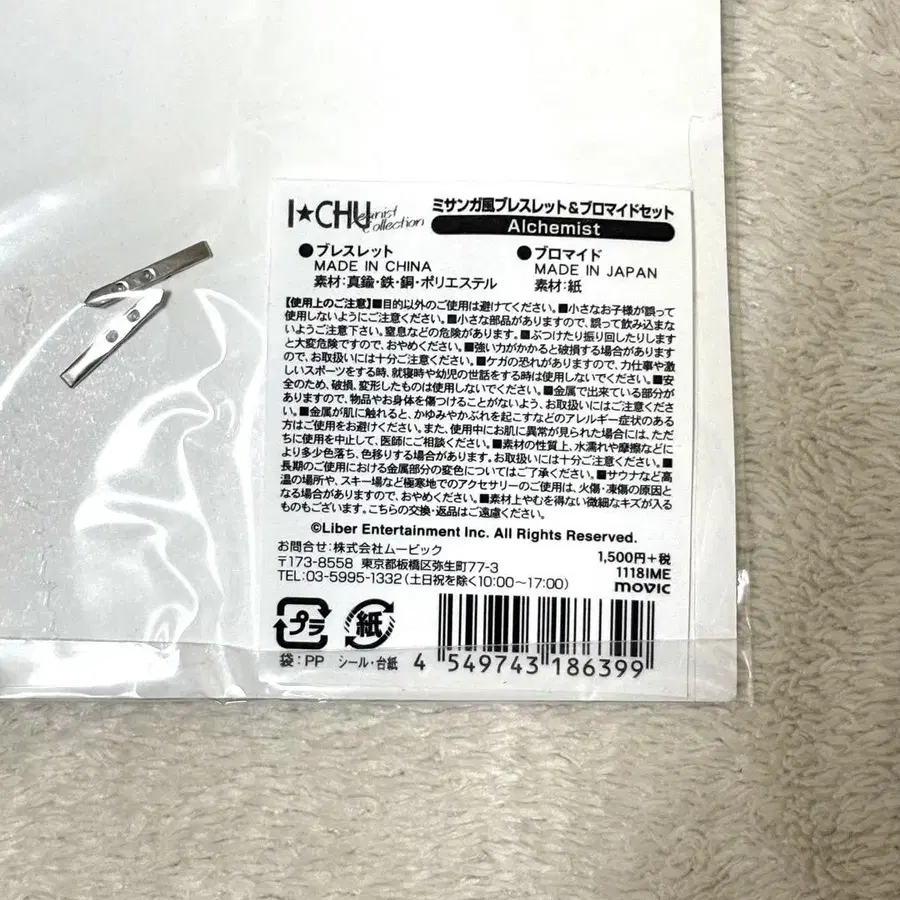 I★CHU
Jeunist Collection
ミサンガ風ブレスレット&ブロマイドセット
Alchemist
●ブレスレット
MADE IN CHINA
素材:真鍮・鉄・銅・ポリエステル
●ブロマイド
MADE IN JAPAN
素材:紙
【使用上のご注意】■目的以外のご使用は避けてください。■小さなお子様が誤って
使用しないようにご注意ください。■小さな部品がありますので、誤って飲み込まな
いようご注意下さい。窒息などの危険があります。■ぶつけたり振り回したりします
と大変危険ですので、おやめください。■強い力がかかると破損する場合があります
ので、お取扱いには十分ご注意ください。■ケガの恐れがありますので、力仕事や激
しいスポーツをする時、就寝時や幼児の世話をする時は使用しないでください。■安
全のため、破損、変形したものは使用しないでください。■金属で出来ている部分が
ありますので、物品やお身体を傷つけることがないよう、お取扱いにはご注意くださ
い。■金属が肌に触れると、かゆみやかぶれを起こすなどのアレルギー症状のある
方はご使用をお避けください。また、使用中にお肌に異常が見られた場合には、ただ
ちに使用を中止して、医師にご相談ください。■素材の性質上、水濡れや摩擦などに
より多少色落ち、色移りする場合があります。お取扱いには十分ご注意ください。■
長期のご使用における金属部分の変色についてはご了承ください。■サウナなど高
温の場所や、スキー場など極寒地でのアクセサリーのご使用は、火傷・凍傷の原因と
なる場合がありますので、おやめください。■素材上やむを得ない微細なキズが入る
ものもございます。こちらの交換・返品はご遠慮ください。
©Liber Entertainment Inc. All Rights Reserved.
お問合せ:株式会社ムービック
〒173-8558 東京都板橋区弥生町77-3
TEL:03-5995-1332(土日祝を除く10:00~17:00)
1,500円+税
1118IME
movic
プラ
紙
袋:PP シール・台紙
4 549743 186399